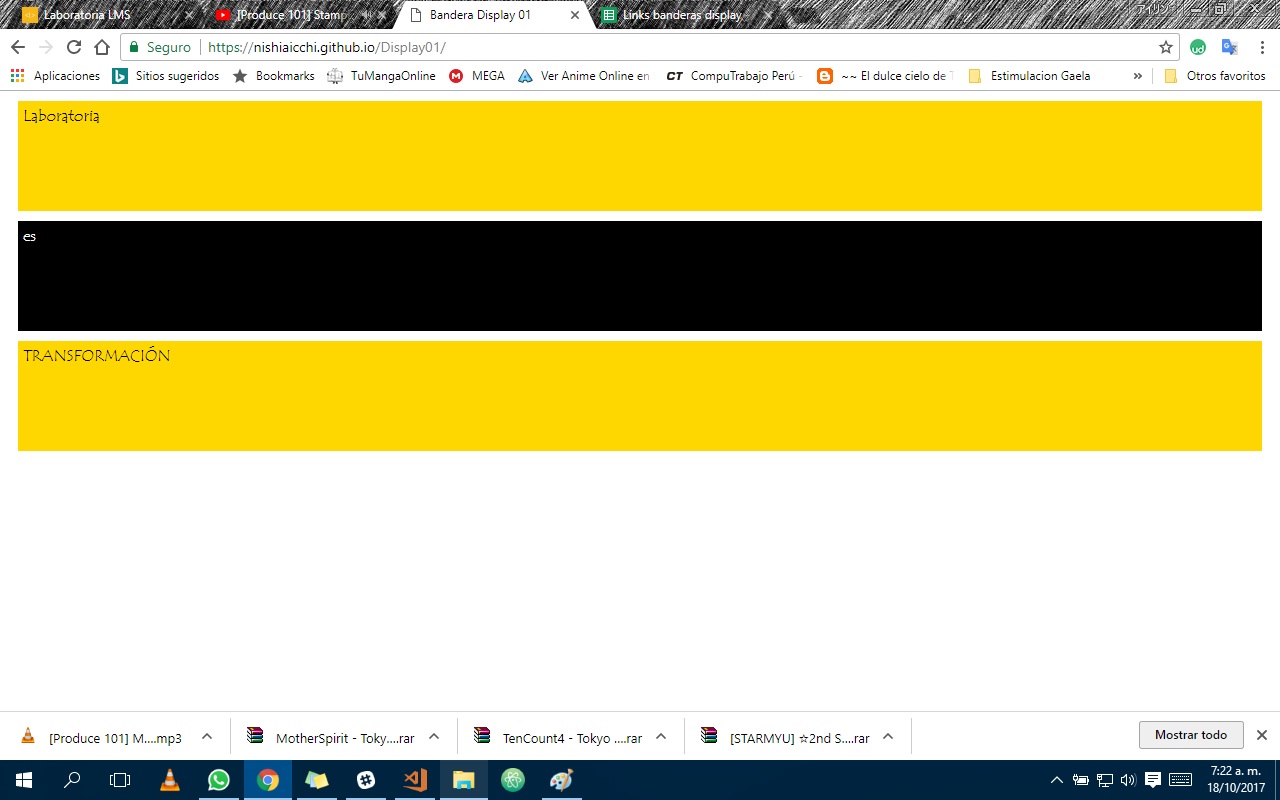 Laboratoria LMS
[Produce 101] Stamp
Bandera Display 01
Links banderas display
Seguro
https://nishiaicchi.github.io/Display01/
Aplicaciones
Sitios sugeridos
Bookmarks
TuMangaOnline
MEGA
Ver Anime Online en
CT
CompuTrabajo Perú -
~~ El dulce cielo de T
Estimulacion Gaela
»
Otros favoritos
Laboratoria
es
TRANSFORMACIÓN
[Produce 101] M....mp3
MotherSpirit - Toky....rar
TenCount4 - Tokyo ....rar
[STARMYU] ☆2nd S....rar
Mostrar todo
7:22 a. m.
18/10/2017